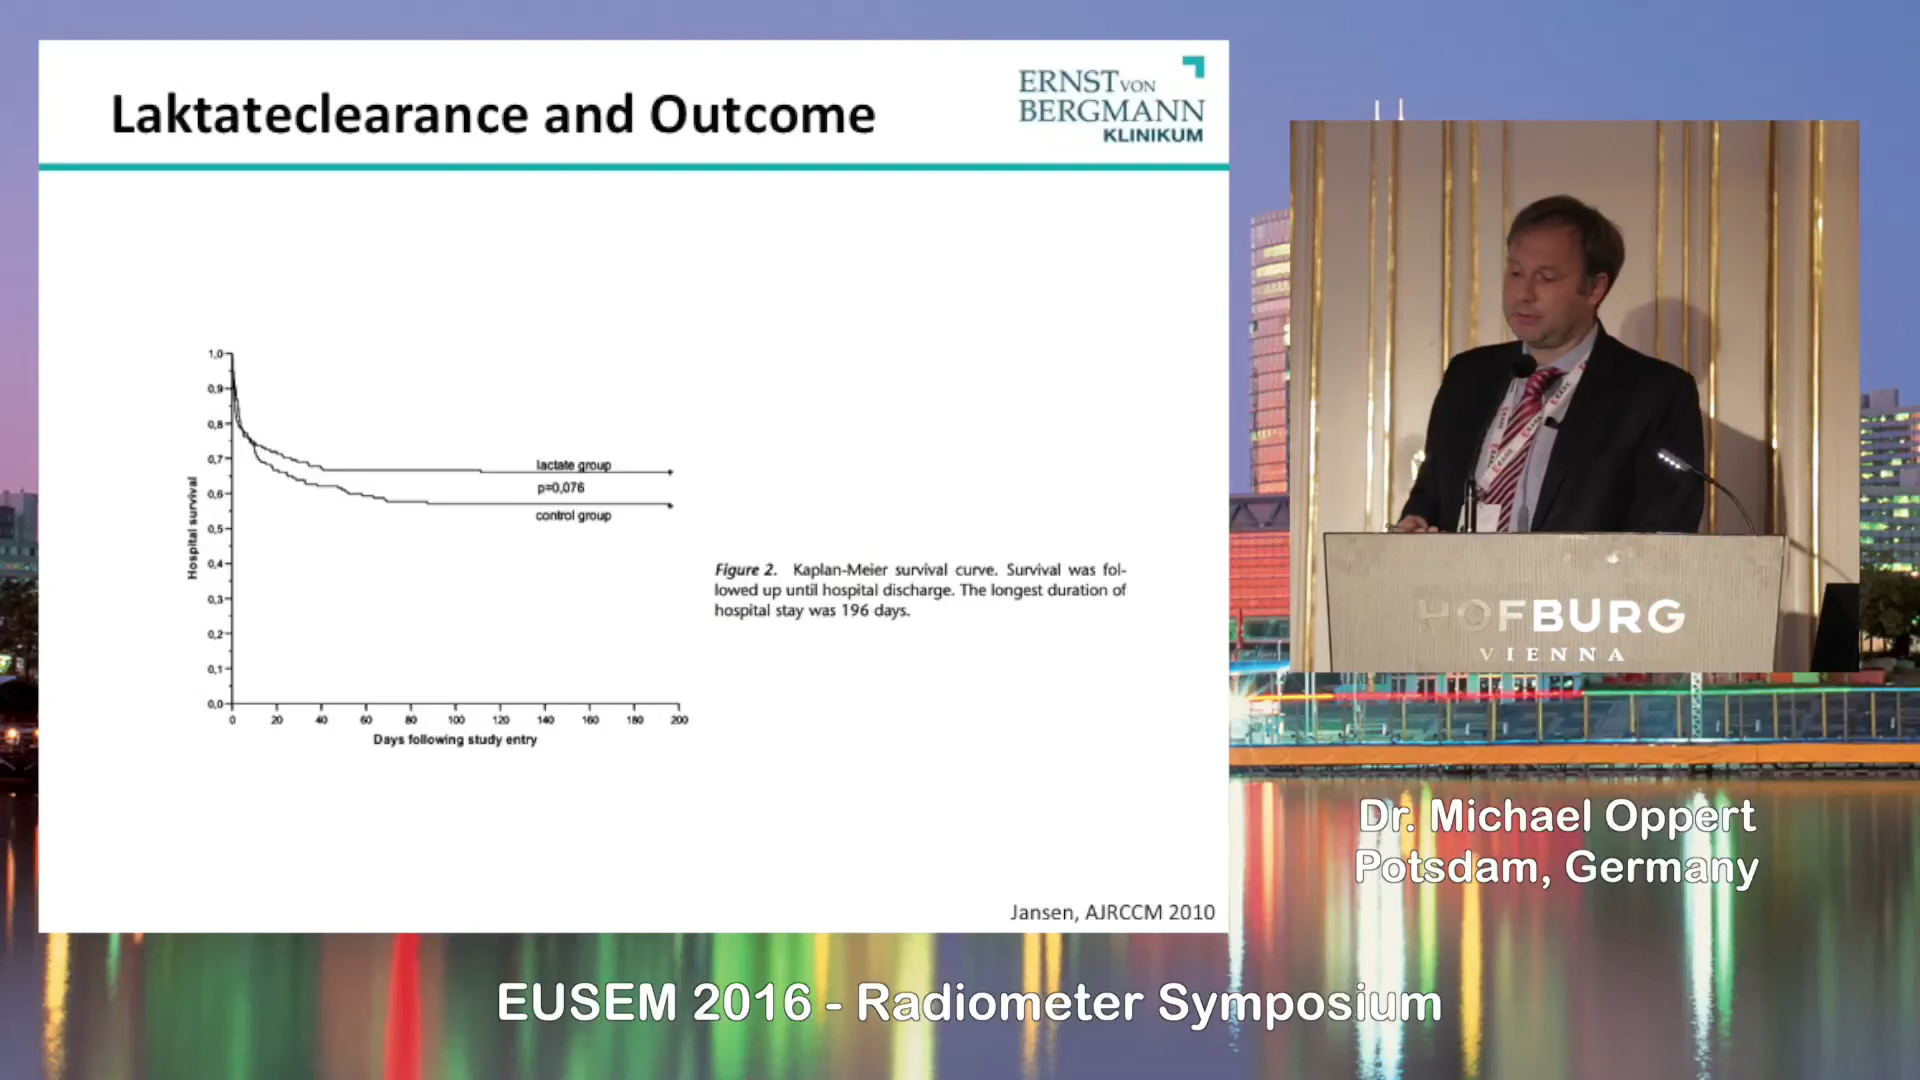 Laktateclearance and Outcome
ERNST VON
BERGMANN
KLINIKUM
1,0
0,9
0,8
0,7
0,6
0,5
0,4
0,3
0,2
0,1
0,0
Hospital survival
lactate group
p=0,076
control group
0 20 40 60 80 100 120 140 160 180 200
Days following study entry
Figure 2. Kaplan-Meier survival curve. Survival was fol-
lowed up until hospital discharge. The longest duration of
hospital stay was 196 days.
Jansen, AJRCCM 2010
HOFBURG
VIENNA
Dr. Michael Oppert
Potsdam, Germany
EUSEM 2016 - Radiometer Symposium